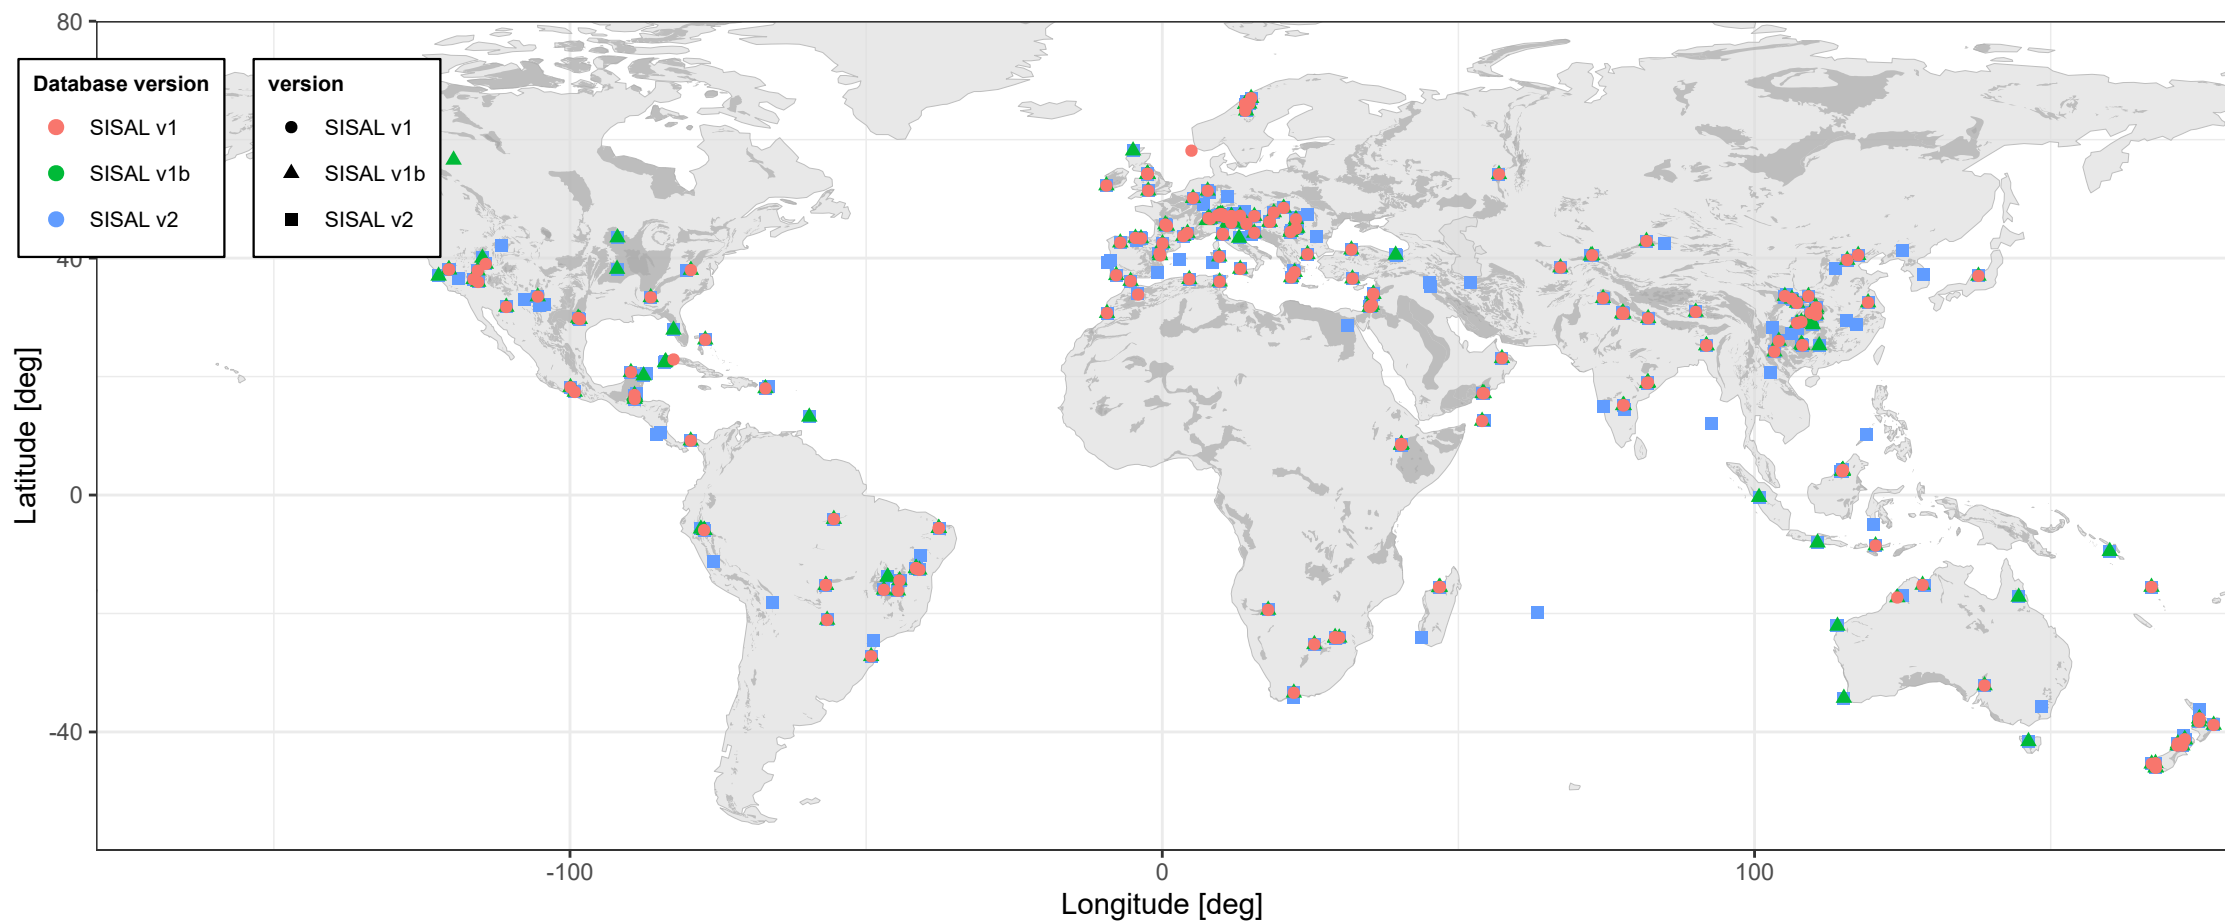 80
40
0
-40
Latitude [deg]
Database version
SISAL v1
SISAL v1b
SISAL v2
version
SISAL v1
SISAL v1b
SISAL v2
-100
0
100
Longitude [deg]